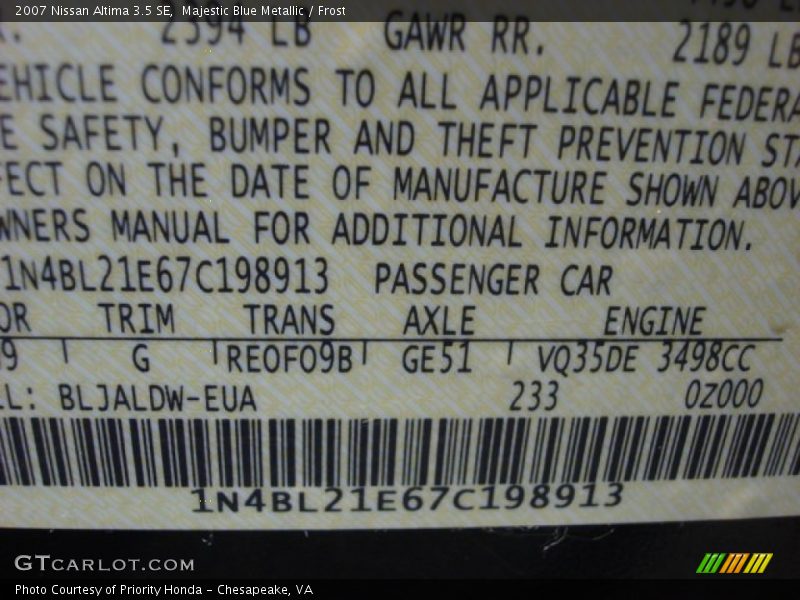 2007 Nissan Altima 3.5 SE, Majestic Blue Metallic / Frost
2394 LB GAWR RR. 2189 LB
EHICLE CONFORMS TO ALL APPLICABLE FEDERA
E SAFETY, BUMPER AND THEFT PREVENTION STA
FECT ON THE DATE OF MANUFACTURE SHOWN ABOV
WNERS MANUAL FOR ADDITIONAL INFORMATION.
1N4BL21E67C198913 PASSENGER CAR
OR TRIM TRANS AXLE ENGINE
9 G RE0F09B GE51 VQ35DE 3498CC
L: BLJALDW-EUA 233 0Z000
1N4BL21E67C198913
GTCARLOT.COM
Photo Courtesy of Priority Honda - Chesapeake, VA